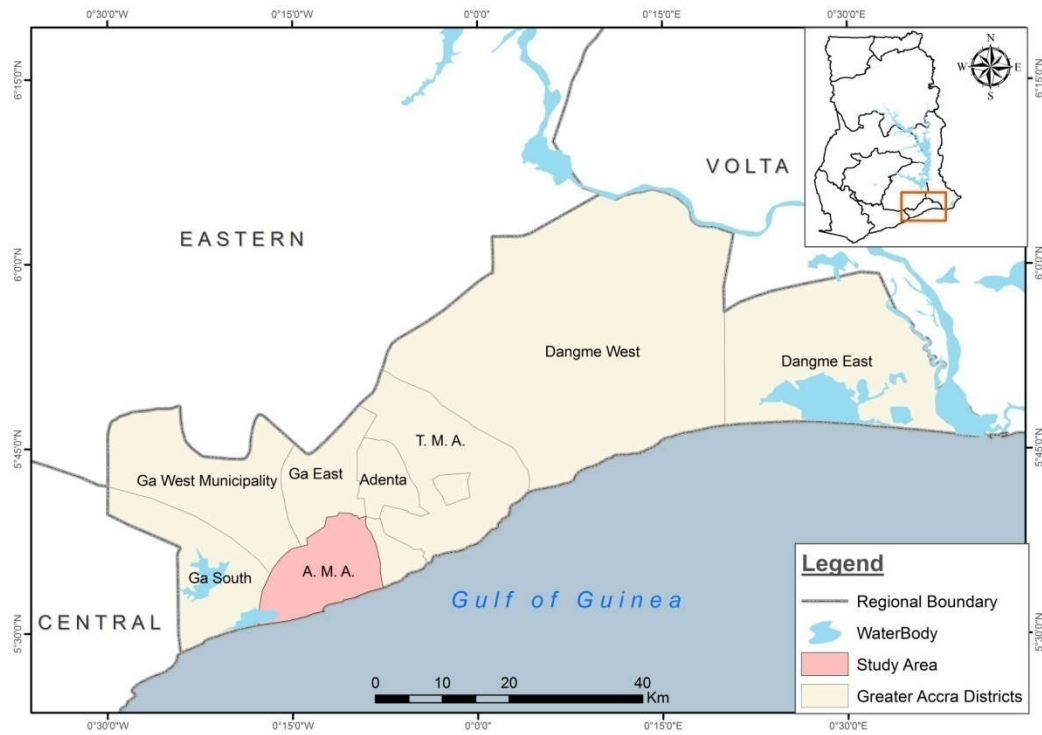 0°30'0"W 0°15'0"W 0°0'0" 0°15'0"E 0°30'0"E
6°15'0"N
6°15'0"N
N
W E
S
VOLTA
EASTERN
6°0'0"N
6°0'0"N
Dangme West
Dangme East
T. M. A.
5°45'0"N
5°45'0"N
Ga West Municipality
Ga East
Adenta
Ga South
A. M. A.
Gulf of Guinea
CENTRAL
5°30'0"N
5°30'0"N
Legend
Regional Boundary
WaterBody
Study Area
Greater Accra Districts
0 10 20 40
Km
0°30'0"W 0°15'0"W 0°0'0" 0°15'0"E 0°30'0"E